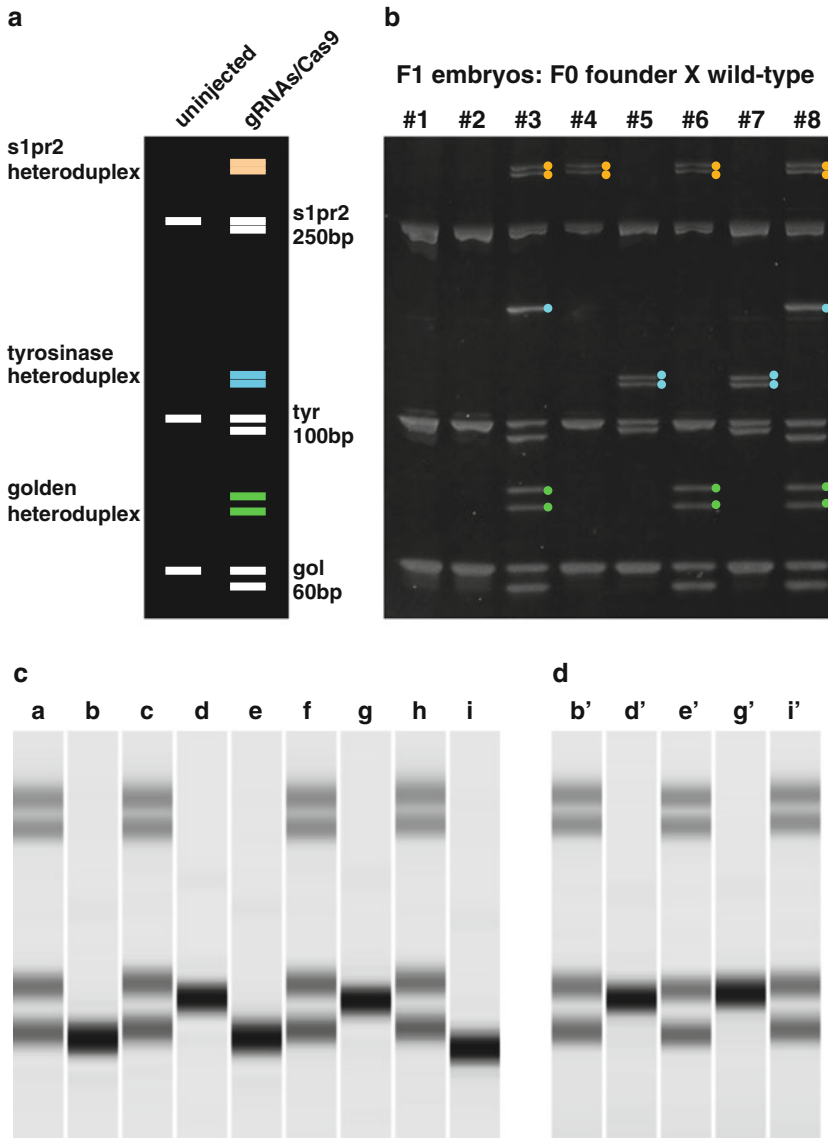 a
uninjected
gRNAs/Cas9
s1pr2
heteroduplex
s1pr2
250bp
tyrosinase
heteroduplex
tyr
100bp
golden
heteroduplex
gol
60bp
b
F1 embryos: F0 founder X wild-type
#1 #2 #3 #4 #5 #6 #7 #8
c
a b c d e f g h i
d
b’ d’ e’ g’ i’